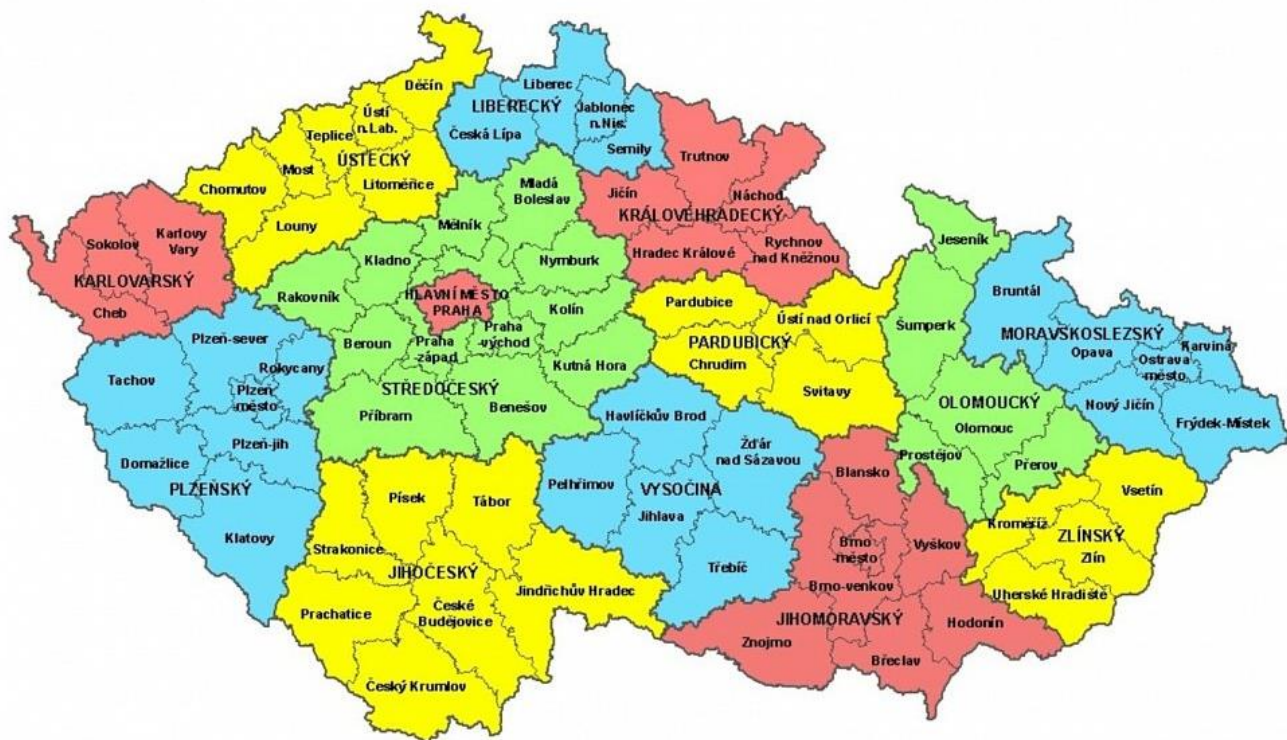 Děčín
Ústí
n.Lab.
Teplice
Most
ÚSTECKÝ
Chomutov
Litoměřice
Louny
Liberec
LIBERECKÝ
Jablonec
n.Nis.
Česká Lípa
Semily
Trutnov
Jičín
Náchod
KRÁLOVÉHRADECKÝ
Hradec Králové
Rychnov
nad Kněžnou
Karlovy
Vary
Sokolov
KARLOVARSKÝ
Cheb
Mladá
Boleslav
Mělník
Kladno
Nymburk
Rakovník
HLAVNÍ MĚSTO
PRAHA
Kolín
Beroun
Praha
-západ
Praha
-východ
Kutná Hora
STŘEDOČESKÝ
Příbram
Benešov
Plzeň-sever
Rokycany
Tachov
Plzeň
-město
Plzeň-jih
Domažlice
PLZEŇSKÝ
Klatovy
Písek
Tábor
Strakonice
JIHOČESKÝ
Jindřichův Hradec
Prachatice
České
Budějovice
Český Krumlov
Pardubice
Ústí nad Orlicí
PARDUBICKÝ
Chrudim
Svitavy
Havlíčkův Brod
Žďár
nad Sázavou
Pelhřimov
VYSOČINA
Jihlava
Třebíč
Jeseník
Šumperk
OLOMOUCKÝ
Olomouc
Prostějov
Přerov
Bruntál
MORAVSKOSLEZSKÝ
Karviná
Opava
Ostrava
-město
Nový Jičín
Frýdek-Místek
Vsetín
Kroměříž
ZLÍNSKÝ
Zlín
Uherské Hradiště
Blansko
Brno
-město
Vyškov
Brno-venkov
JIHOMORAVSKÝ
Hodonín
Znojmo
Břeclav